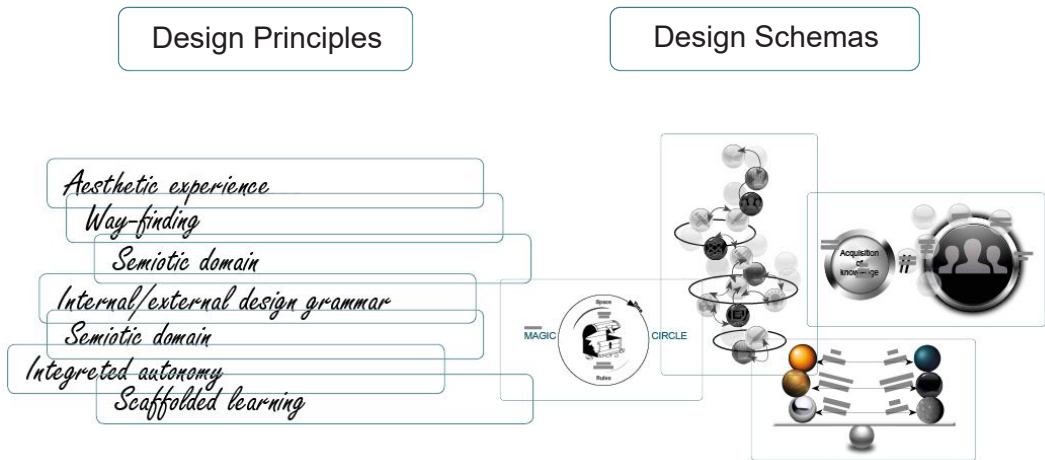 Design Principles
Design Schemas
Aesthetic experience
Way-finding
Semiotic domain
Internal/external design grammar
Semiotic domain
Integreted autonomy
Scaffolded learning
Space
MAGIC
CIRCLE
Rules
Acquisition
of
knowledge